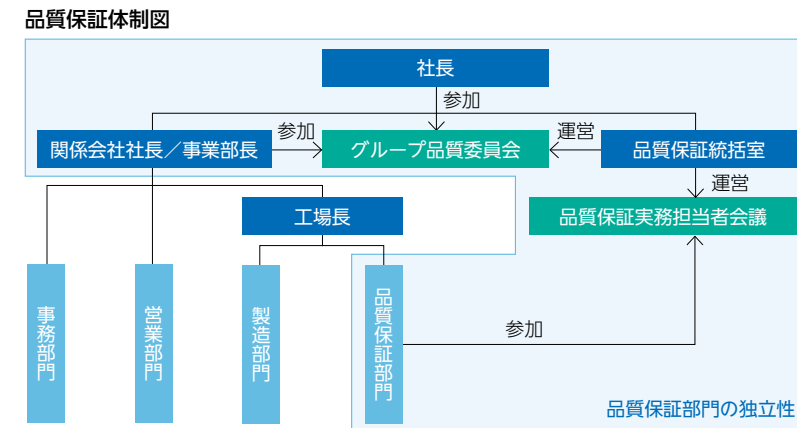 品質保証体制図
社長
参加
関係会社社長／事業部長
参加
グループ品質委員会
運営
品質保証統括室
運営
工場長
品質保証実務担当者会議
事務部門
営業部門
製造部門
品質保証部門
参加
品質保証部門の独立性